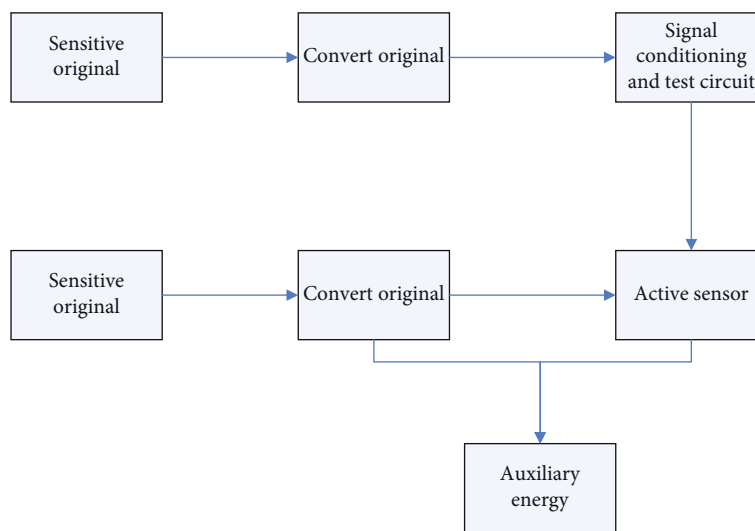 Sensitive
original
Convert original
Signal
conditioning
and test circuit
Sensitive
original
Convert original
Active sensor
Auxiliary
energy